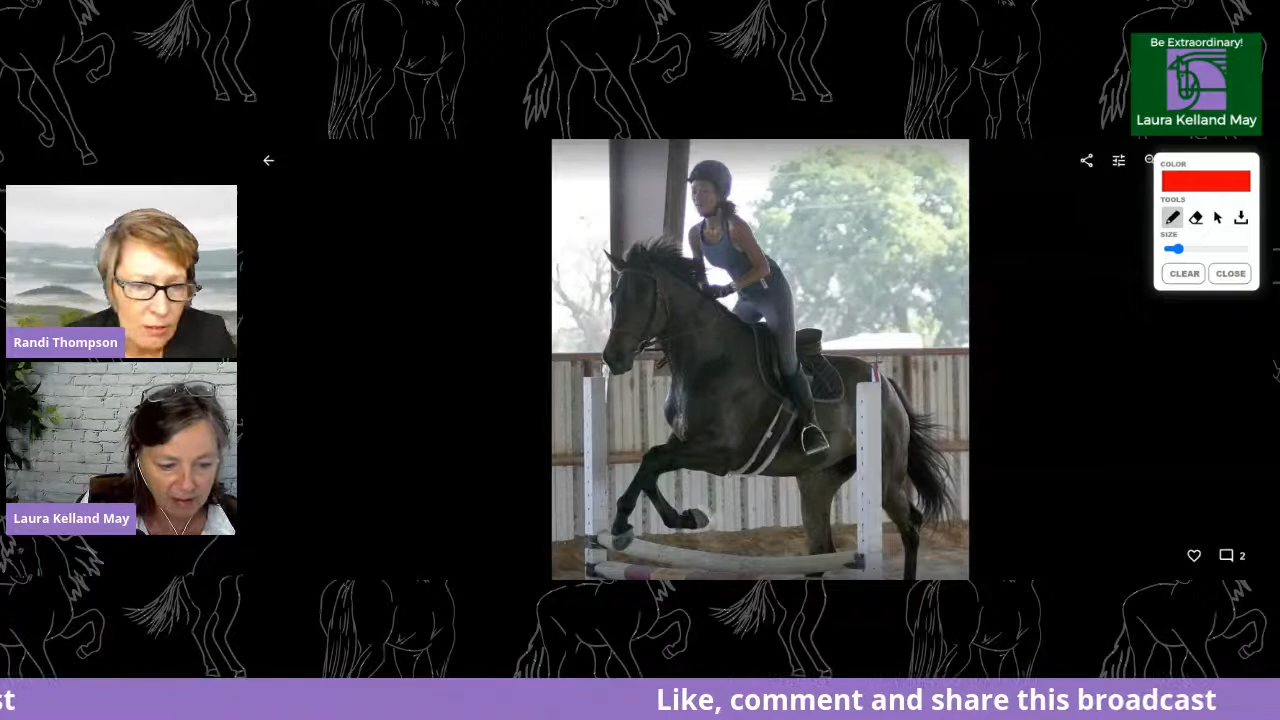 Be Extraordinary!
Laura Kelland May
COLOR
TOOLS
SIZE
CLEAR
CLOSE
Randi Thompson
Laura Kelland May
2
st
Like, comment and share this broadcast